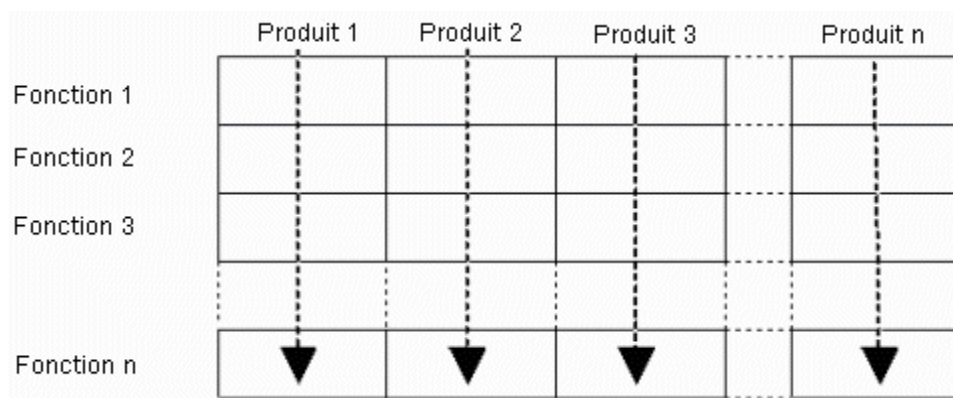 Produit 1 Produit 2 Produit 3 Produit n
Fonction 1
Fonction 2
Fonction 3
Fonction n